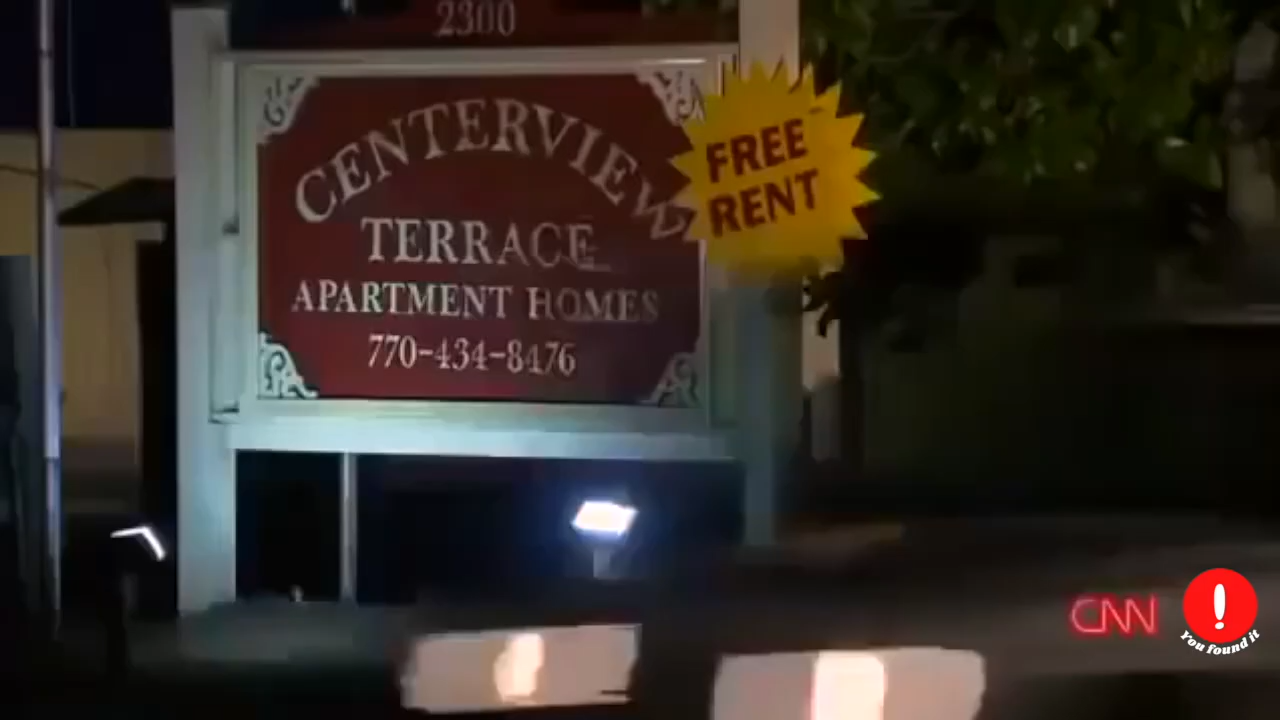 2300
CENTERVIEW
TERRACE
APARTMENT HOMES
770-434-8476
FREE
RENT
CNN
!
You found it